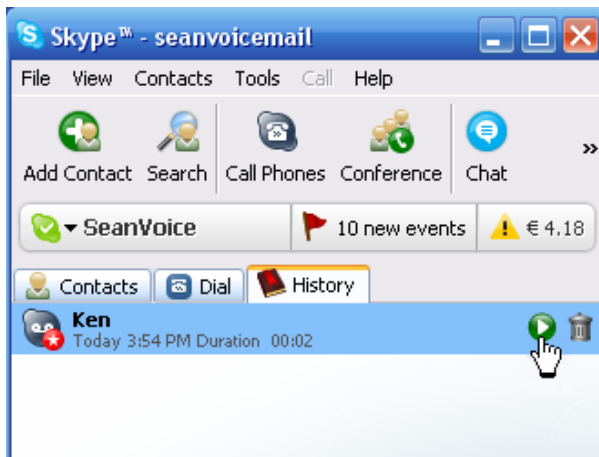 Skype™ - seanvoicemail
File View Contacts Tools Call Help
Add Contact Search Call Phones Conference Chat »
SeanVoice 10 new events € 4.18
Contacts Dial History
Ken
Today 3:54 PM Duration 00:02